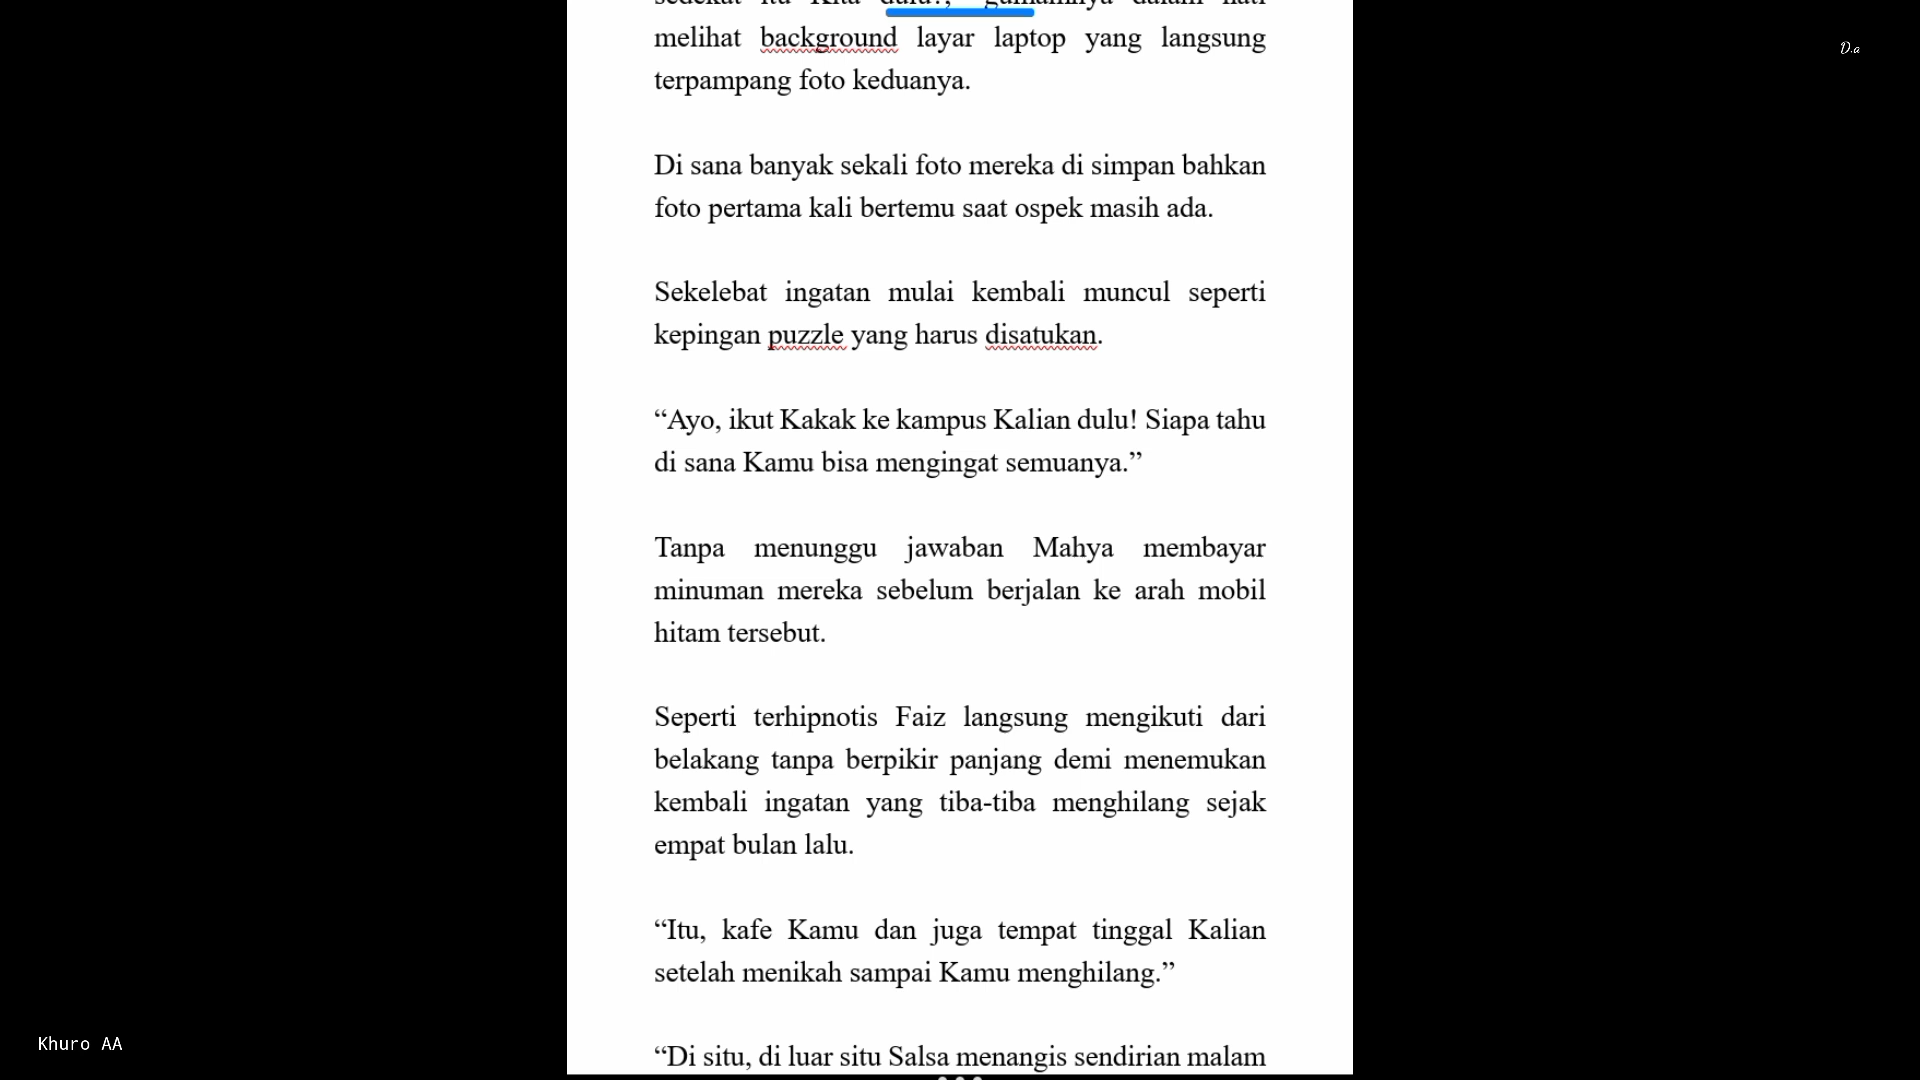 melihat background layar laptop yang langsung
terpampang foto keduanya.
Di sana banyak sekali foto mereka di simpan bahkan
foto pertama kali bertemu saat ospek masih ada.
Sekelebat ingatan mulai kembali muncul seperti
kepingan puzzle yang harus disatukan.
“Ayo, ikut Kakak ke kampus Kalian dulu! Siapa tahu
di sana Kamu bisa mengingat semuanya.”
Tanpa menunggu jawaban Mahya membayar
minuman mereka sebelum berjalan ke arah mobil
hitam tersebut.
Seperti terhipnotis Faiz langsung mengikuti dari
belakang tanpa berpikir panjang demi menemukan
kembali ingatan yang tiba-tiba menghilang sejak
empat bulan lalu.
“Itu, kafe Kamu dan juga tempat tinggal Kalian
setelah menikah sampai Kamu menghilang.”
“Di situ, di luar situ Salsa menangis sendirian malam
D.a
Khuro AA